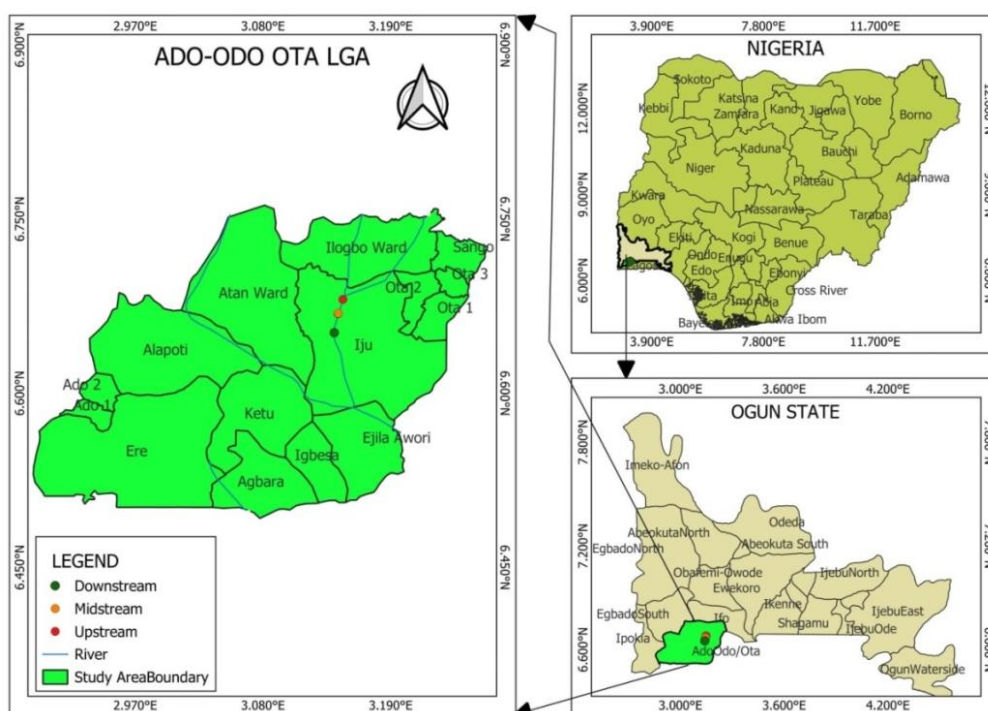 2.970°E 3.080°E 3.190°E
ADO-ODO OTA LGA
6.900°N
6.900°N
6.750°N
6.750°N
Ilogbo Ward
Sango
Ota 3
Ota 2
Ota 1
Atan Ward
Iju
Alapoti
Ado 2
Ado 1
6.600°N
6.600°N
Ketu
Ejila Awori
Ere
Igbesa
Agbara
6.450°N
6.450°N
LEGEND
Downstream
Midstream
Upstream
River
Study AreaBoundary
2.970°E 3.080°E 3.190°E
3.900°E 7.800°E 11.700°E
NIGERIA
12.000°N
Sokoto
Kebbi
Katsina
Zamfara
Kano
Jigawa
Yobe
Borno
Kaduna
Bauchi
Niger
Plateau
Adamawa
9.000°N
Kwara
Nassarawa
Taraba
Oyo
Ekiti
Kogi
Benue
Ondo
Enugu
Edo
Ebonyi
6.000°N
Cross River
Imo
Akwa Ibom
3.900°E 7.800°E 11.700°E
3.000°E 3.600°E 4.200°E
OGUN STATE
7.800°N
Imeko-Afon
Odeda
AbeokutaNorth
Abeokuta South
EgbadoNorth
7.200°N
Obafemi-Owode
IjebuNorth
Ewekoro
Ikenne
EgbadoSouth
Ifo
Shagamu
IjebuEast
IjebuOde
Ipokia
6.600°N
AdoOdo/Ota
OgunWaterside
3.000°E 3.600°E 4.200°E